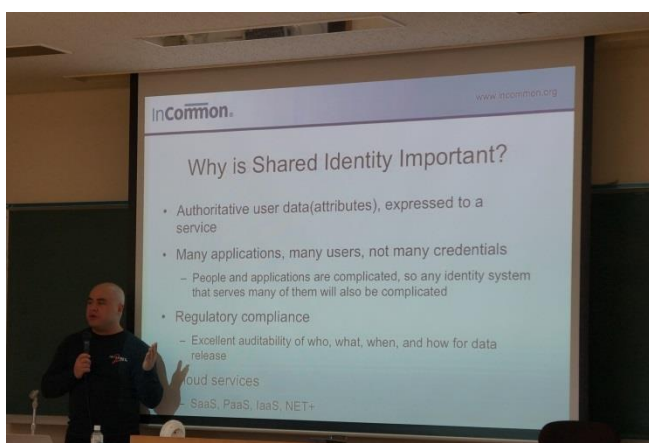 InCommon®
www.incommon.org
Why is Shared Identity Important?
• Authoritative user data(attributes), expressed to a
service
• Many applications, many users, not many credentials
– People and applications are complicated, so any identity system
that serves many of them will also be complicated
• Regulatory compliance
– Excellent auditability of who, what, when, and how for data
release
loud services
– SaaS, PaaS, IaaS, NET+